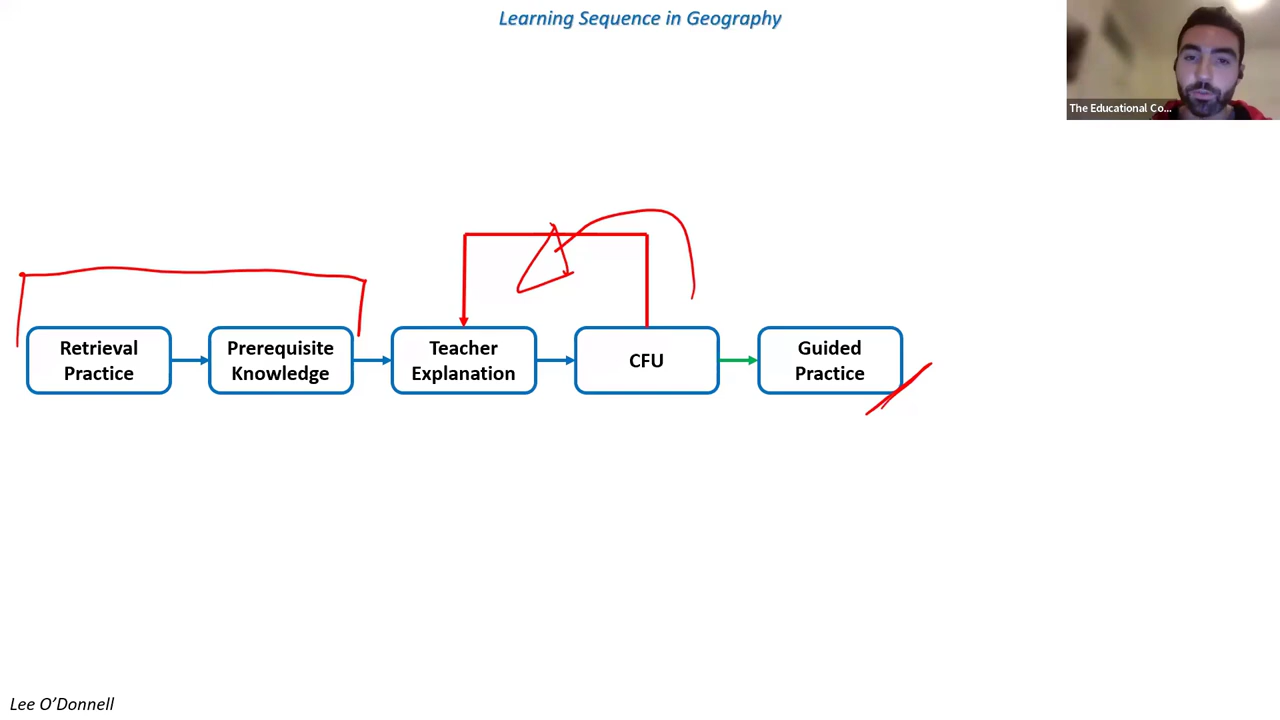 Learning Sequence in Geography
The Educational Co...
Retrieval
Practice
Prerequisite
Knowledge
Teacher
Explanation
CFU
Guided
Practice
Lee O'Donnell